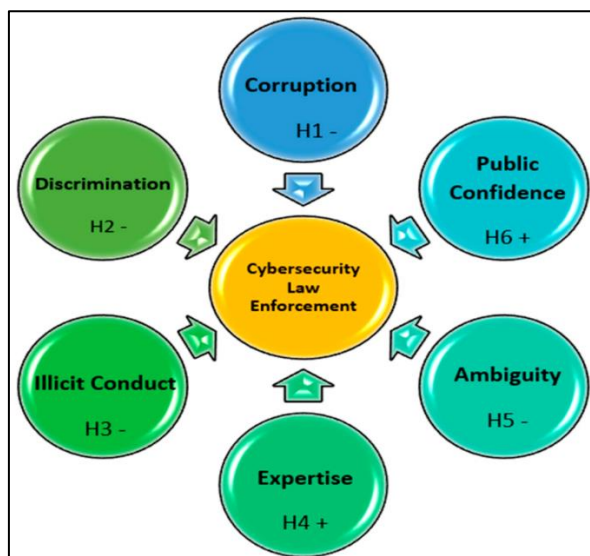 Corruption
H1 -
Public
Confidence
H6 +
Discrimination
H2 -
Cybersecurity
Law
Enforcement
Illicit Conduct
H3 -
Ambiguity
H5 -
Expertise
H4 +